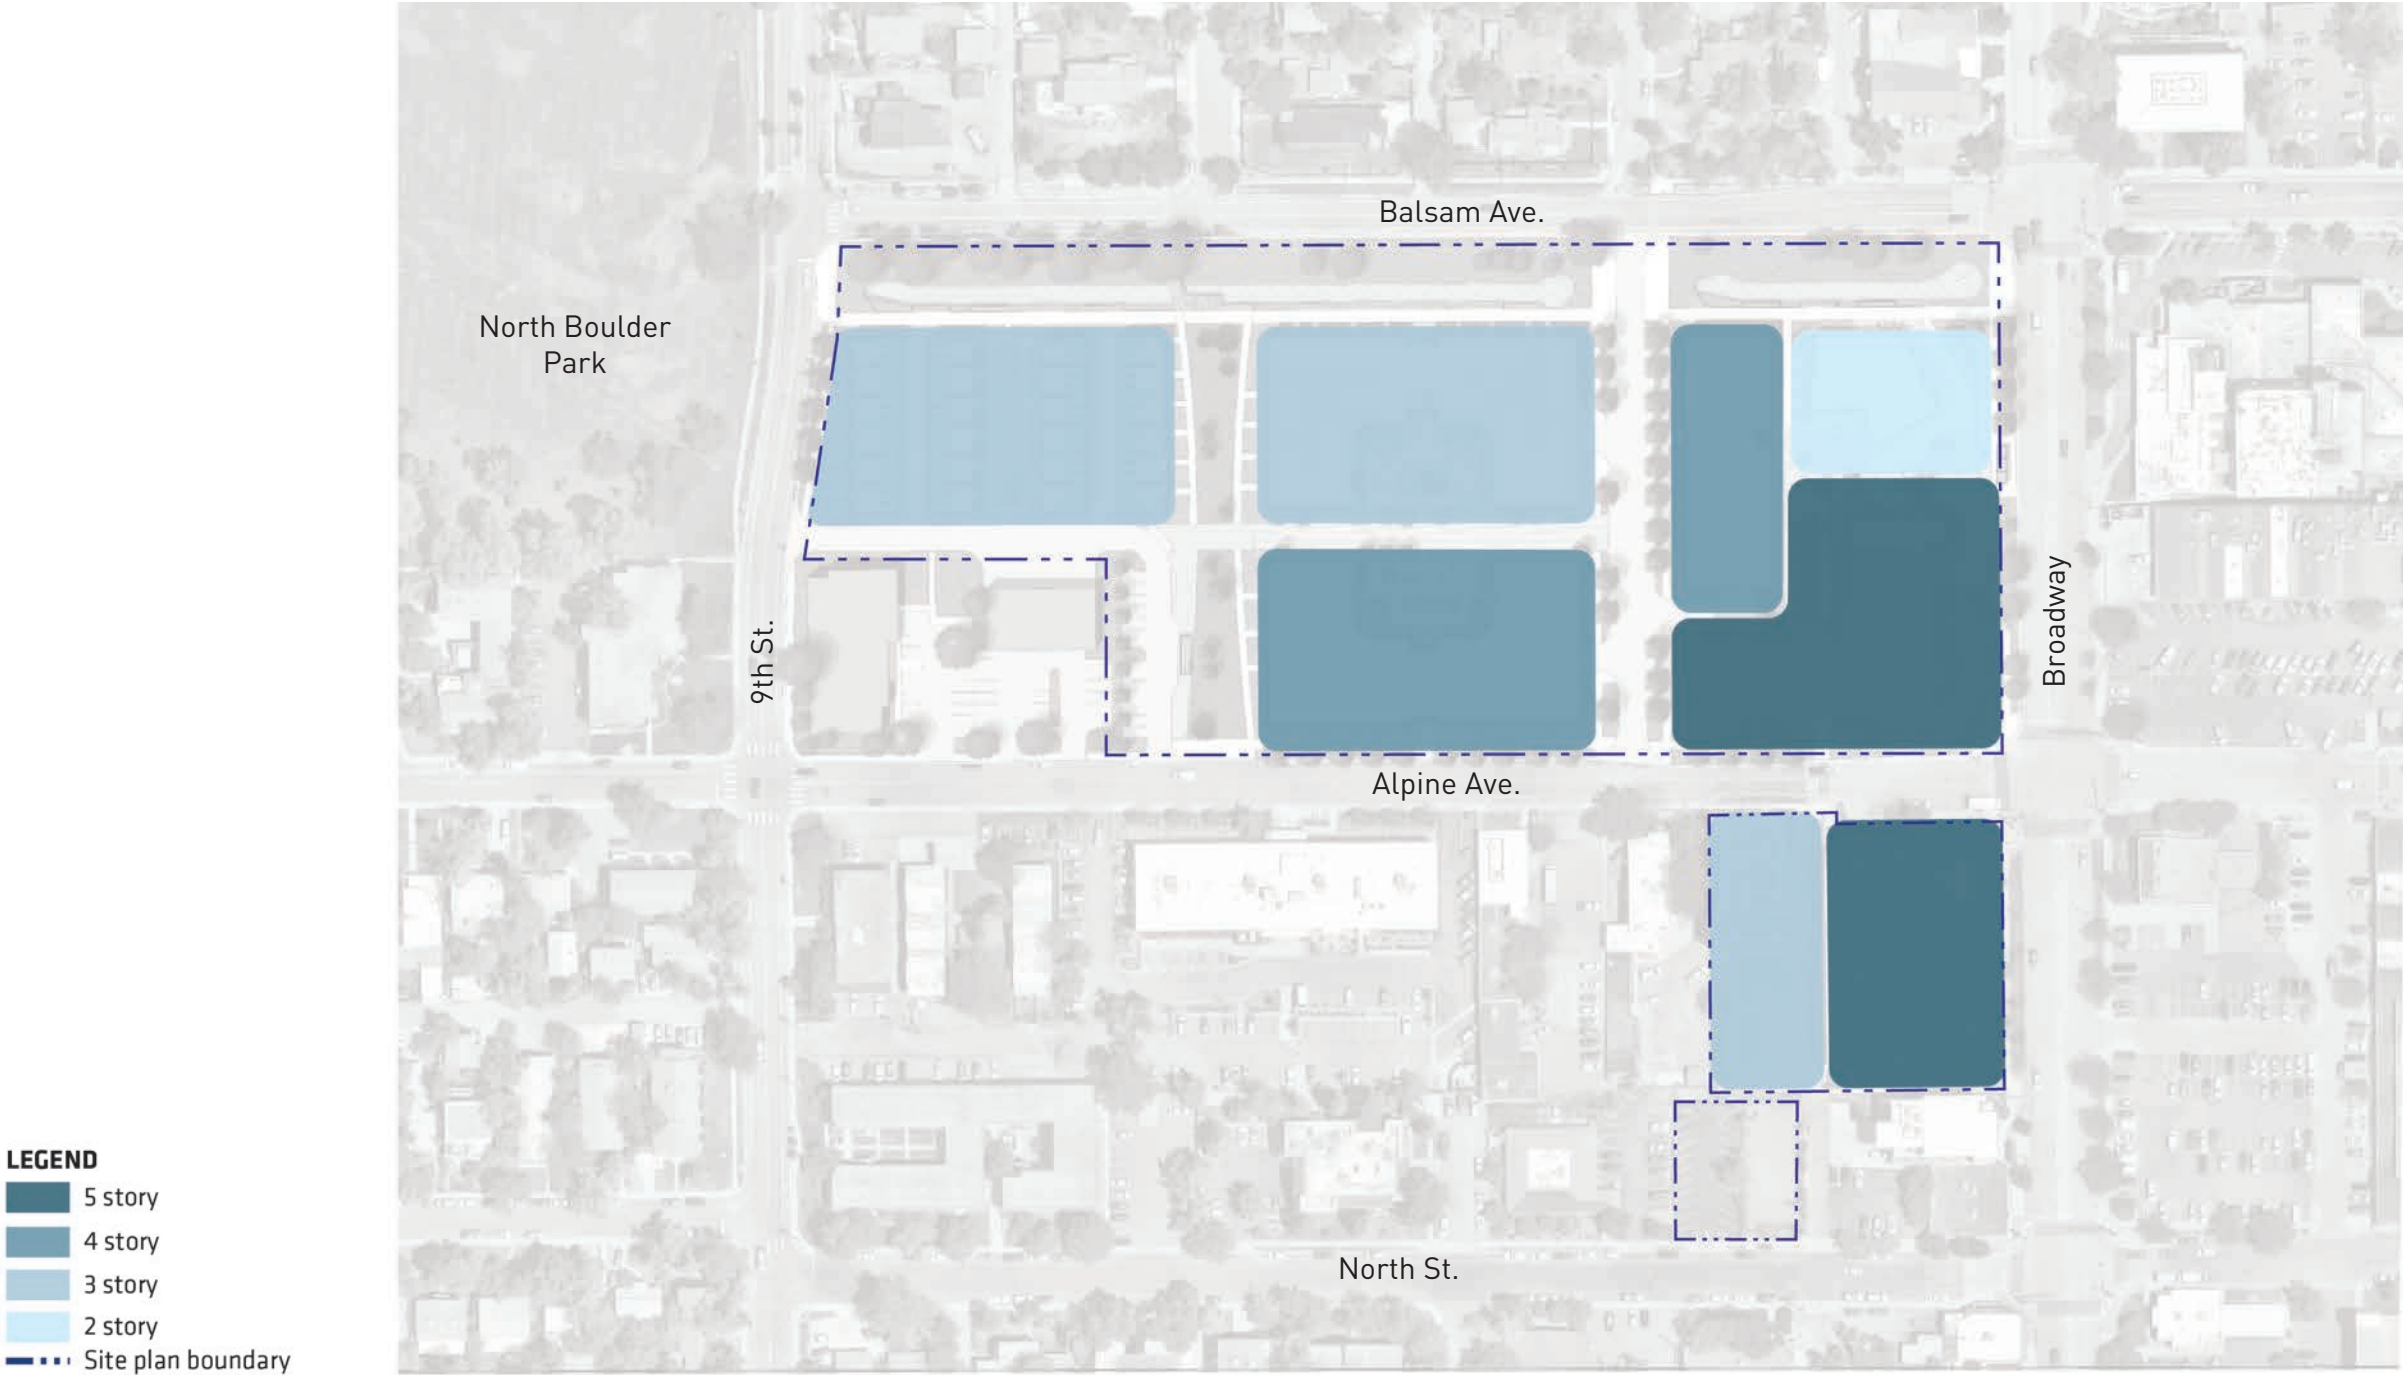 Balsam Ave.
North Boulder
Park
9th St.
Broadway
Alpine Ave.
North St.
LEGEND
5 story
4 story
3 story
2 story
Site plan boundary